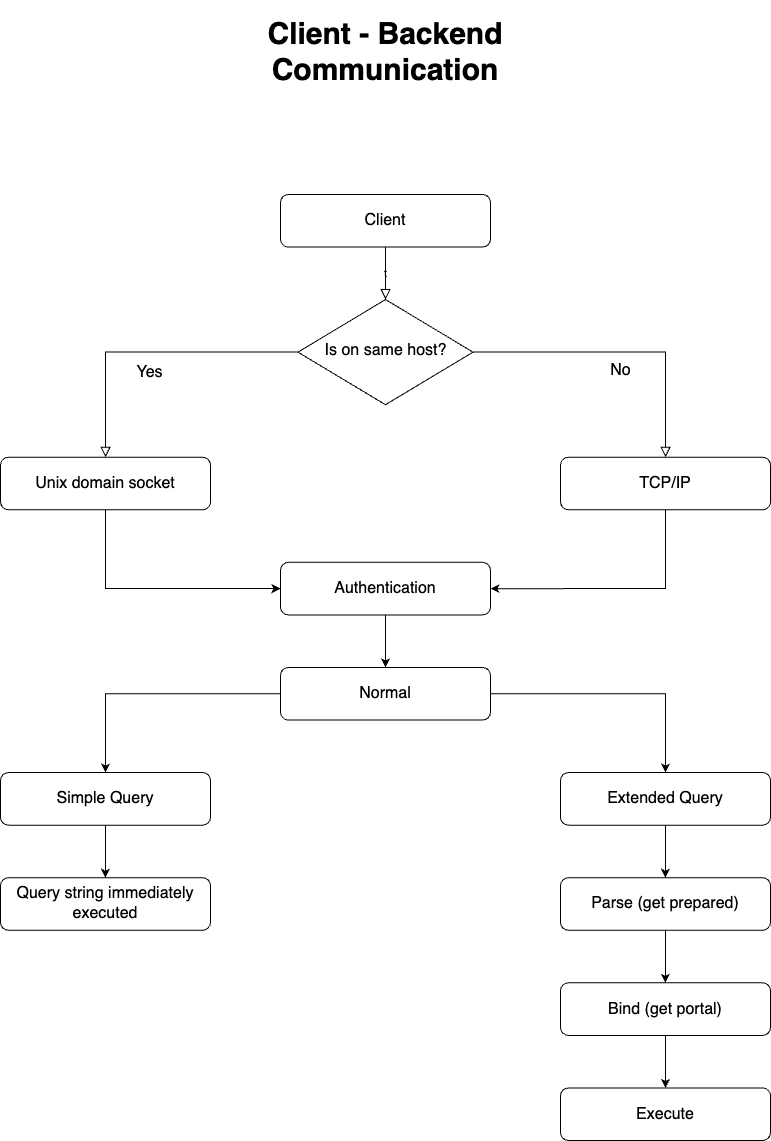 Client - Backend
Communication
Client
Is on same host?
Yes
No
Unix domain socket
TCP/IP
Authentication
Normal
Simple Query
Extended Query
Query string immediately
executed
Parse (get prepared)
Bind (get portal)
Execute